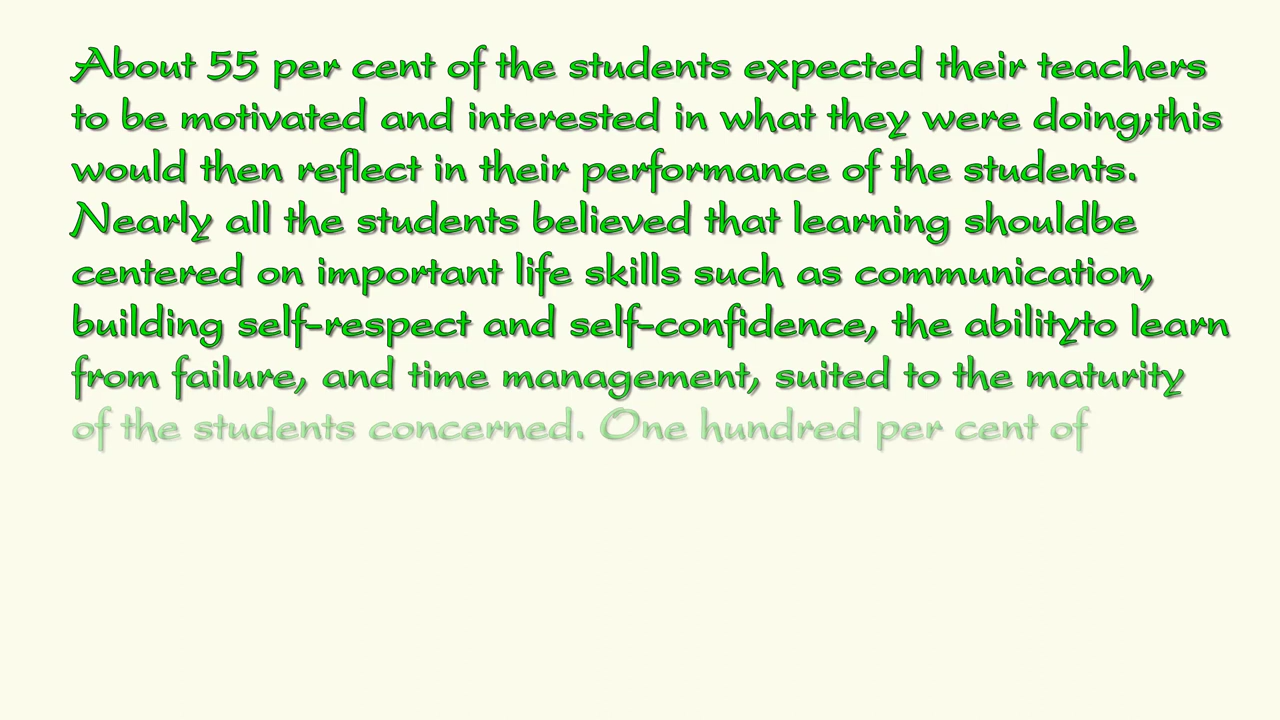 About 55 per cent of the students expected their teachers
to be motivated and interested in what they were doing;this
would then reflect in their performance of the students.
Nearly all the students believed that learning shouldbe
centered on important life skills such as communication,
building self-respect and self-confidence, the abilityto learn
from failure, and time management, suited to the maturity
of the students concerned. One hundred per cent of